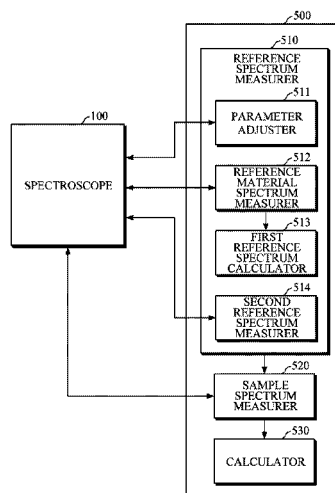 500
510
REFERENCE
SPECTRUM
MEASURER
511
PARAMETER
ADJUSTER
100
SPECTROSCOPE
512
REFERENCE
MATERIAL
SPECTRUM
MEASURER
513
FIRST
REFERENCE
SPECTRUM
CALCULATOR
514
SECOND
REFERENCE
SPECTRUM
MEASURER
520
SAMPLE
SPECTRUM
MEASURER
530
CALCULATOR